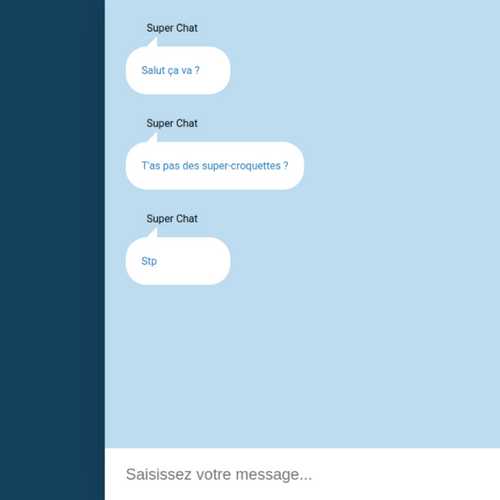 Super Chat
Salut ça va ?
Super Chat
T'as pas des super-croquettes ?
Super Chat
Stp
Saisissez votre message...